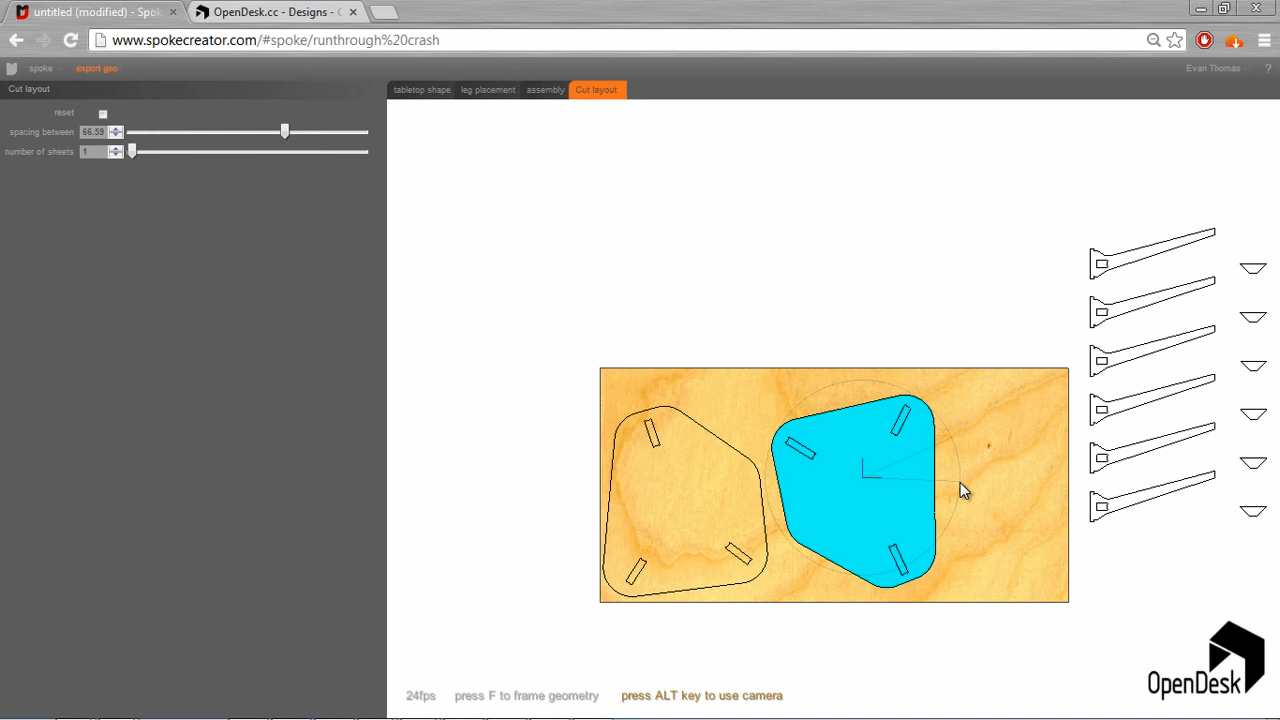 untitled (modified) - Spok
OpenDesk.cc - Designs - O
www.spokecreator.com/#spoke/runthrough%20crash
spoke
export geo
Evan Thomas
?
Cut layout
tabletop shape
leg placement
assembly
Cut layout
reset
spacing between
66.59
number of sheets
1
24fps
press F to frame geometry
press ALT key to use camera
OpenDesk